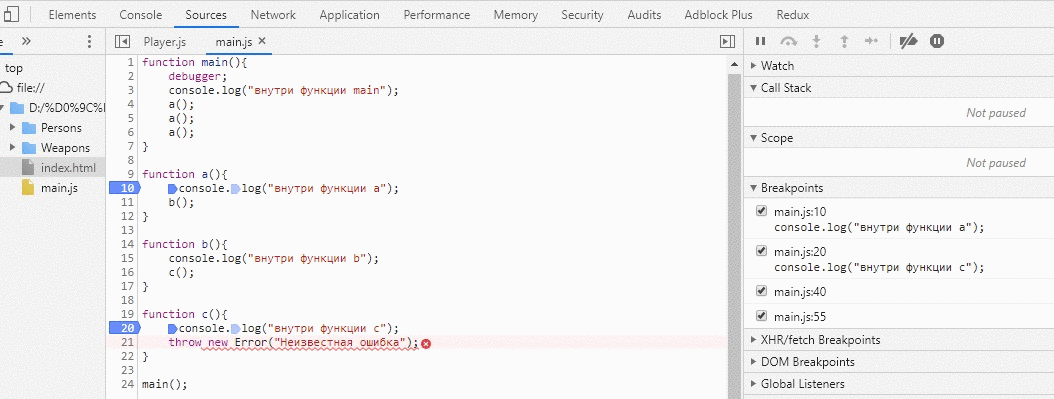 Elements Console Sources Network Application Performance Memory Security Audits Adblock Plus Redux
Player.js main.js
top
file://
D:/%D0%9C%I
Persons
Weapons
index.html
main.js
1 function main(){
2 debugger;
3 console.log("внутри функции main");
4 a();
5 a();
6 a();
7 }
8
9 function a(){
10 console.log("внутри функции a");
11 b();
12 }
13
14 function b(){
15 console.log("внутри функции b");
16 c();
17 }
18
19 function c(){
20 console.log("внутри функции c");
21 throw new Error("Неизвестная ошибка");
22 }
23
24 main();
Watch
Call Stack
Not paused
Scope
Not paused
Breakpoints
main.js:10
console.log("внутри функции a");
main.js:20
console.log("внутри функции c");
main.js:40
main.js:55
XHR/fetch Breakpoints
DOM Breakpoints
Global Listeners